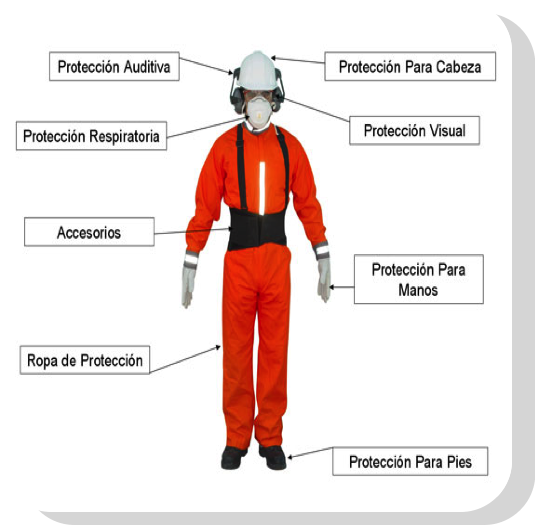 Protección Auditiva
Protección Para Cabeza
Protección Respiratoria
Protección Visual
Accesorios
Protección Para
Manos
Ropa de Protección
Protección Para Pies